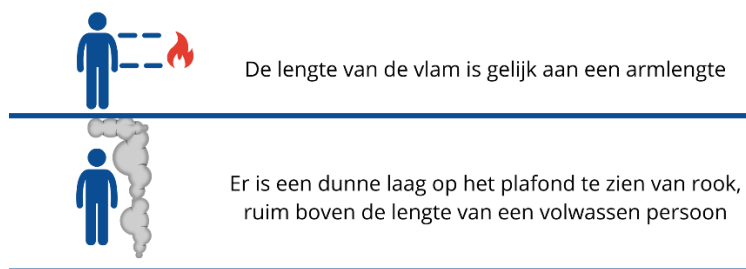 De lengte van de vlam is gelijk aan een armlengte
Er is een dunne laag op het plafond te zien van rook,
ruim boven de lengte van een volwassen persoon